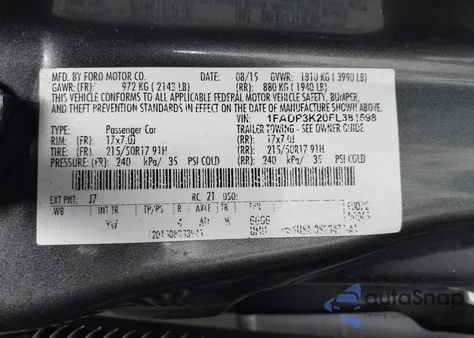 MFD. BY FORD MOTOR CO. DATE: 08/15 GVWR: 1810 KG ( 3990 LB)
GAWR: (FR): 972 KG ( 2143 LB) (RR): 880 KG ( 1940 LB)
THIS VEHICLE CONFORMS TO ALL APPLICABLE FEDERAL MOTOR VEHICLE SAFETY, BUMPER,
AND THEFT PREVENTION STANDARDS IN EFFECT ON THE DATE OF MANUFACTURE SHOWN ABOVE.
VIN: 1FADP3K20FL381598
TYPE: Passenger Car TRAILER TOWING - SEE OWNER GUIDE
RIM: (FR): 17x7.0J (RR): 17x7.0J
TIRE: (FR): 215/50R17 91H (RR): 215/50R17 91H
PRESSURE: (FR): 240 kPa/ 35 PSI COLD (RR): 240 kPa/ 35 PSI COLD
EXT PNT: J7 RC: 21 DSO:
WB INT TR TP/PS R AXLE TR SPR
4
AutoSnap